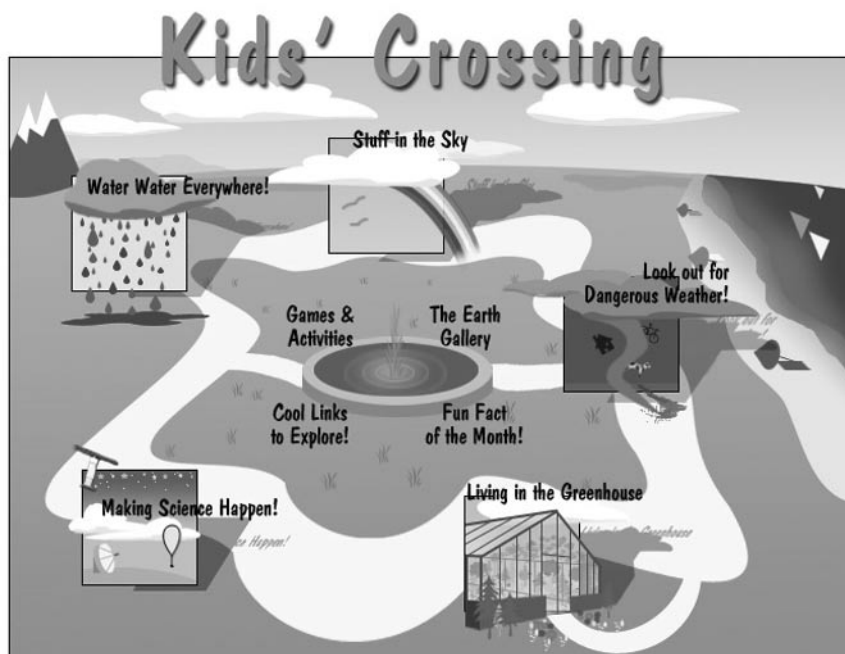 Kids' Crossing
Stuff in the Sky
Water Water Everywhere!
Look out for
Dangerous Weather!
Games &
Activities
The Earth
Gallery
Cool Links
to Explore!
Fun Fact
of the Month!
Living in the Greenhouse
Making Science Happen!